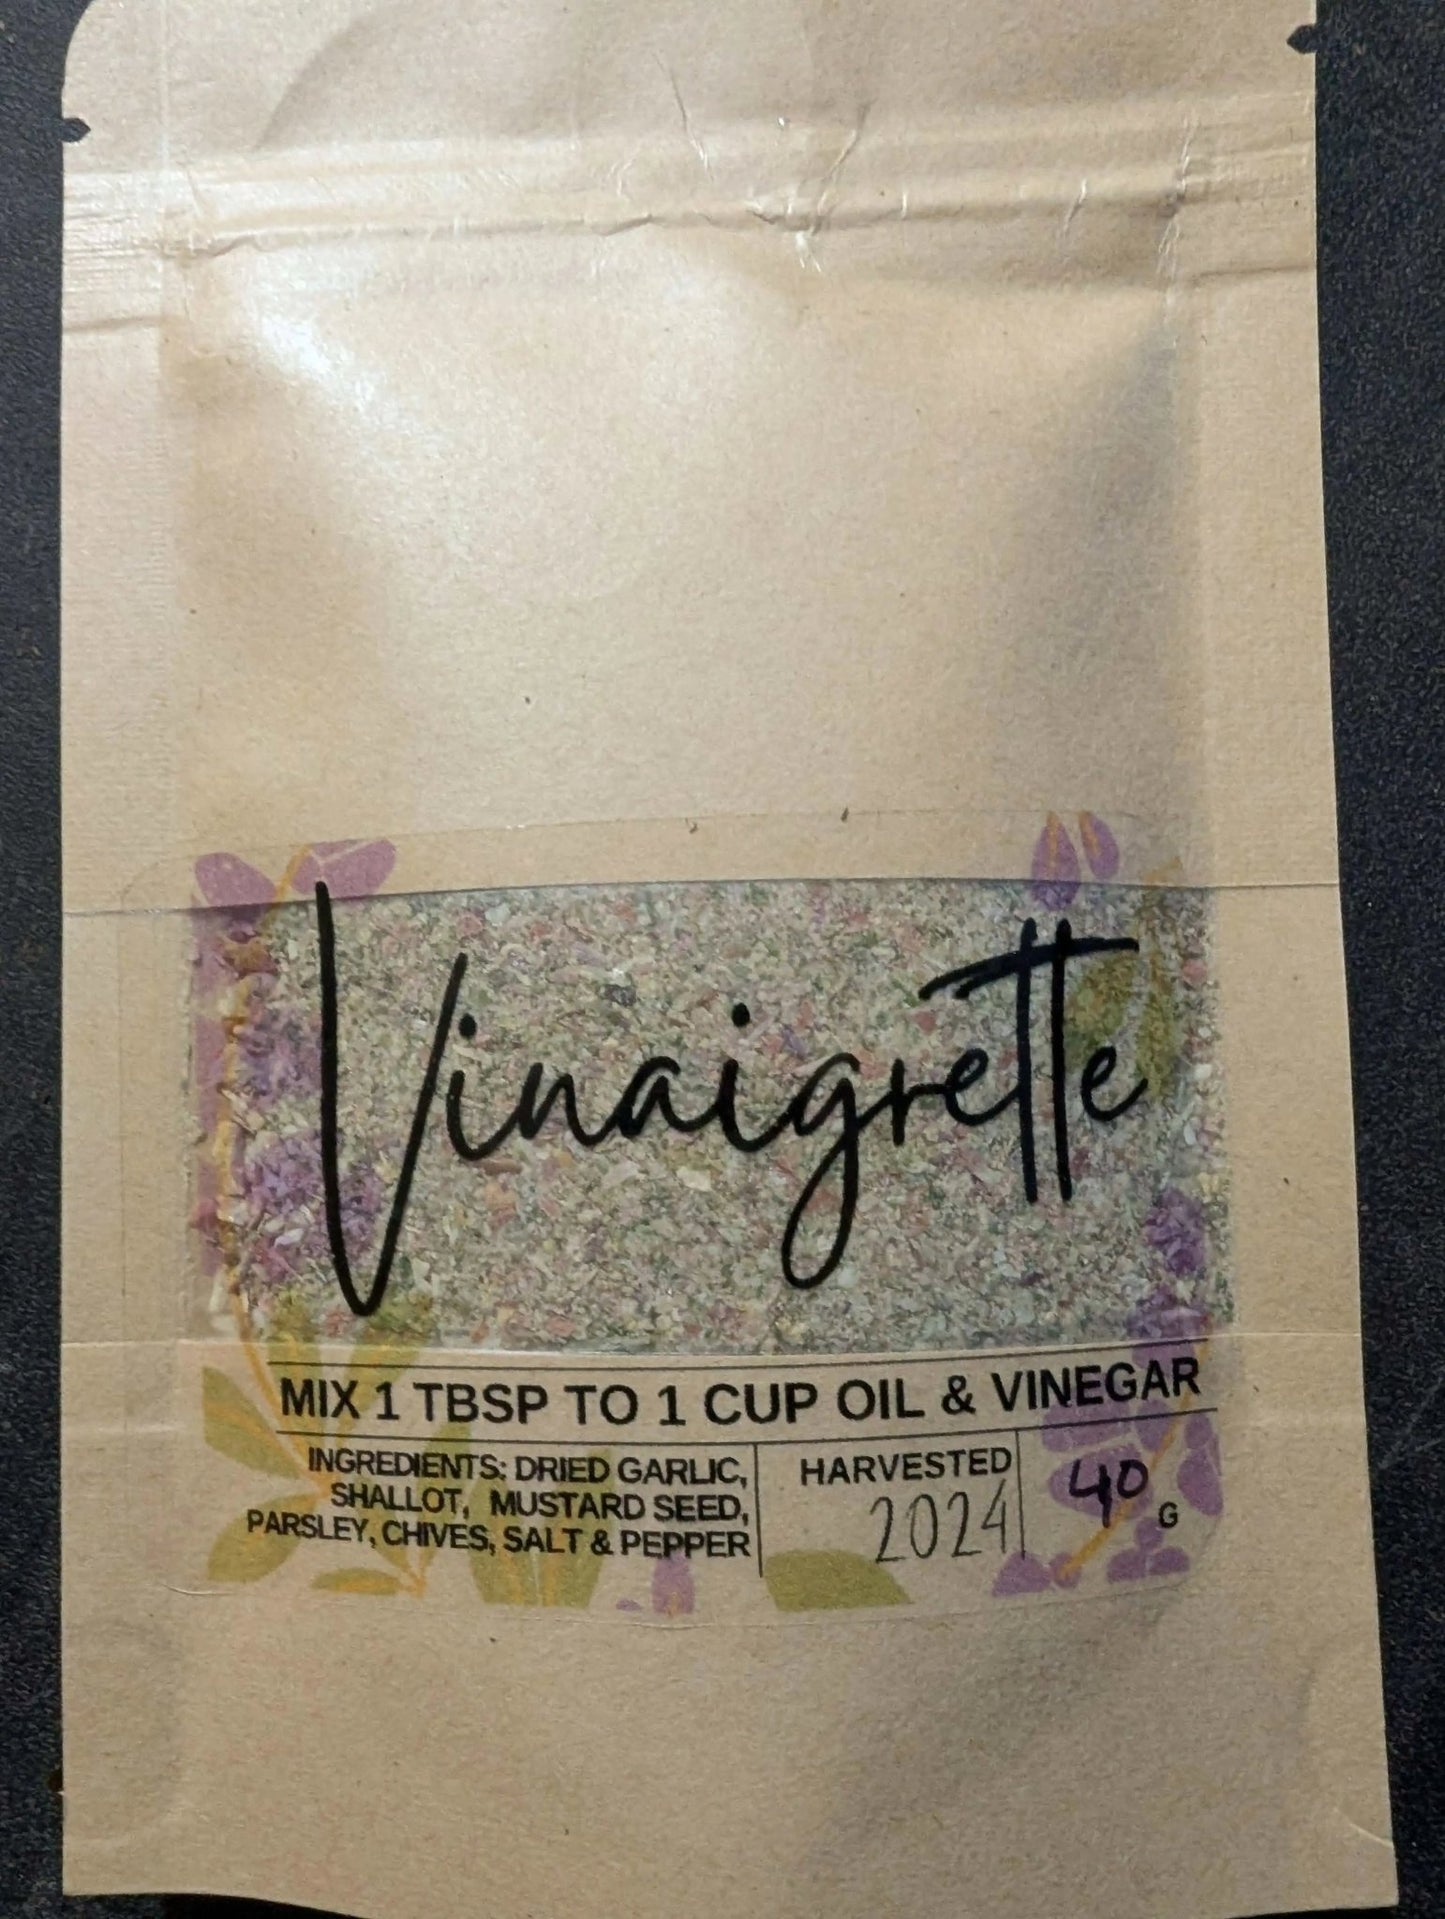 Vinaigrette
MIX 1 TBSP TO 1 CUP OIL & VINEGAR
INGREDIENTS: DRIED GARLIC,
SHALLOT, MUSTARD SEED,
PARSLEY, CHIVES, SALT & PEPPER
HARVESTED
2024
40 G